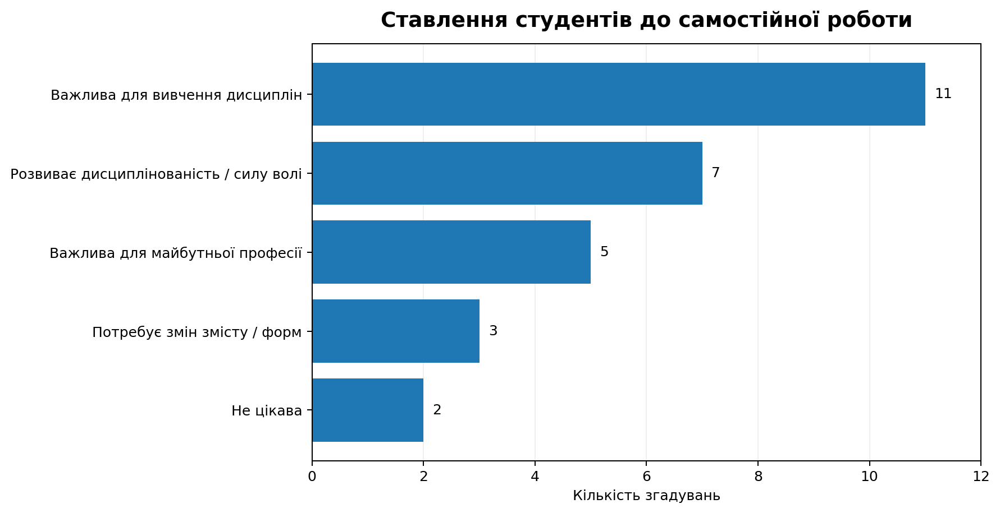 Ставлення студентів до самостійної роботи
Важлива для вивчення дисциплін
11
Розвиває дисциплінованість / силу волі
7
Важлива для майбутньої професії
5
Потребує змін змісту / форм
3
Не цікава
2
0 2 4 6 8 10 12
Кількість згадувань